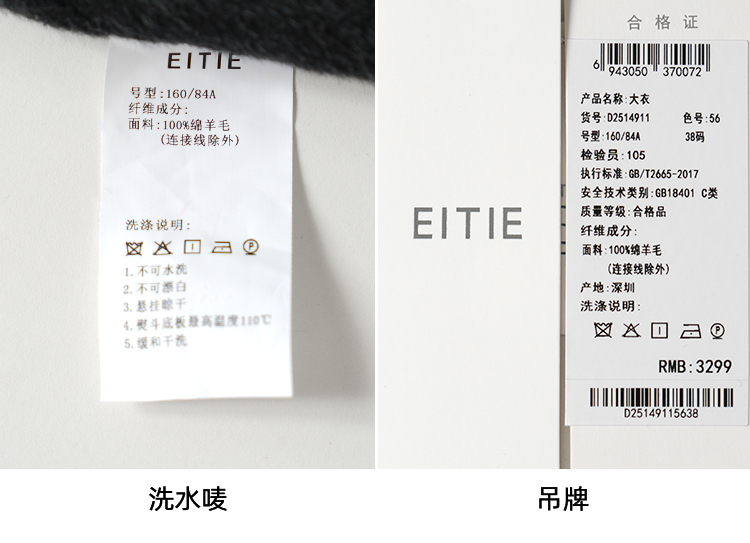 EITIE
号型:160/84A
纤维成分:
面料:100%绵羊毛
(连接线除外)
洗涤说明:
1.不可水洗
2.不可漂白
3.悬挂晾干
4.熨斗底板最高温度110℃
5.缓和干洗
洗水唛
EITIE
合格证
6 943050 370072
产品名称:大衣
货号:D2514911 色号:56
号型:160/84A 38码
检验员:105
执行标准:GB/T2665-2017
安全技术类别:GB18401 C类
质量等级:合格品
纤维成分:
面料:100%绵羊毛
(连接线除外)
产地:深圳
洗涤说明:
P
RMB:3299
D25149115638
吊牌